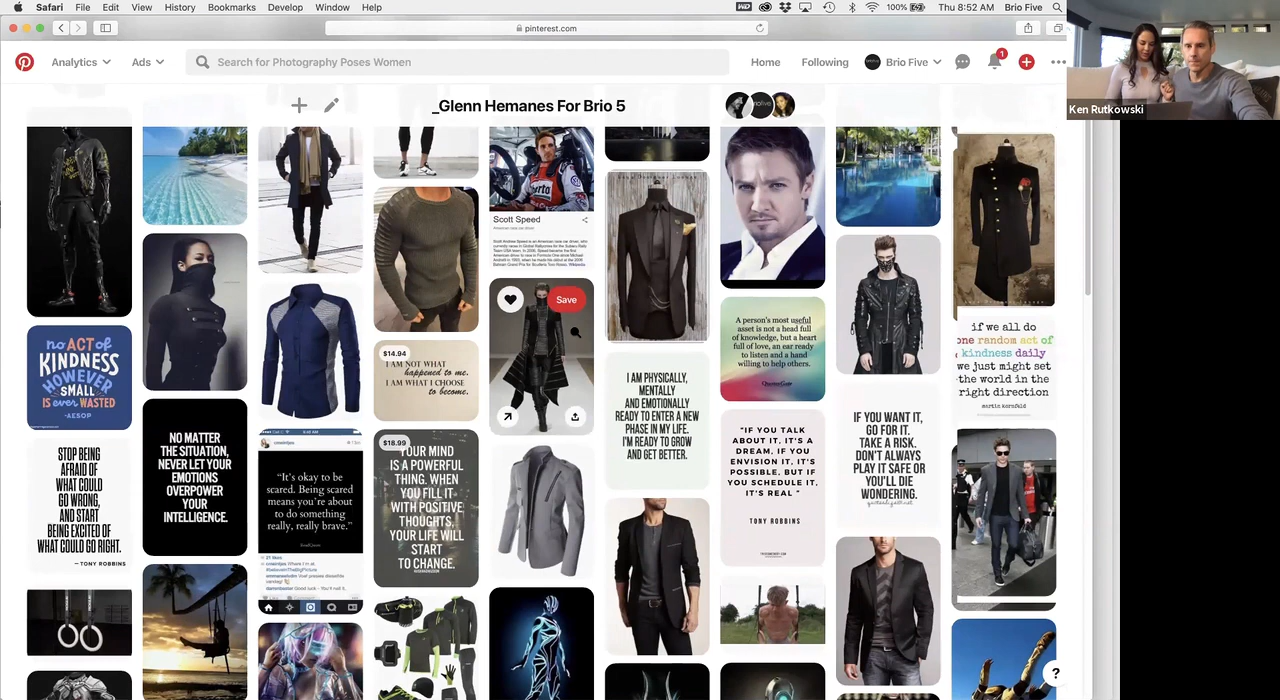 Safari File Edit View History Bookmarks Develop Window Help
100% Thu 8:52 AM Brio Five
pinterest.com
Analytics
Ads
Search for Photography Poses Women
Home
Following
Brio Five
1
Ken Rutkowski
_Glenn Hemanes For Brio 5
no ACT of
KINDNESS
HOWEVER
SMALL
IS ever WASTED
-AESOP
STOP BEING
AFRAID OF
WHAT COULD
GO WRONG,
AND START
BEING EXCITED OF
WHAT COULD GO RIGHT.
— TONY ROBBINS
NO MATTER
THE SITUATION,
NEVER LET YOUR
EMOTIONS
OVERPOWER
YOUR
INTELLIGENCE.
“It’s okay to be
scared. Being scared
means you’re about
to do something
really, really brave.”
$14.94
I AM NOT WHAT
happened to me.
I AM WHAT I CHOOSE
to become.
$18.99
YOUR MIND
IS A POWERFUL
THING. WHEN
YOU FILL IT
WITH POSITIVE
THOUGHTS,
YOUR LIFE WILL
START
TO CHANGE.
Scott Speed
Save
I AM PHYSICALLY,
MENTALLY
AND EMOTIONALLY
READY TO ENTER A NEW
PHASE IN MY LIFE.
I'M READY TO GROW
AND GET BETTER.
A person's most useful
asset is not a head full
of knowledge, but a heart
full of love, an ear ready
to listen and a hand
willing to help others.
"IF YOU TALK
ABOUT IT, IT'S A
DREAM, IF YOU
ENVISION IT, IT'S
POSSIBLE, BUT IF
YOU SCHEDULE IT,
IT'S REAL "
TONY ROBBINS
IF YOU WANT IT,
GO FOR IT.
TAKE A RISK.
DON'T ALWAYS
PLAY IT SAFE OR
YOU'LL DIE
WONDERING.
if we all do
one random act of
kindness daily
we just might set
the world in the
right direction
martin kornfeld
?